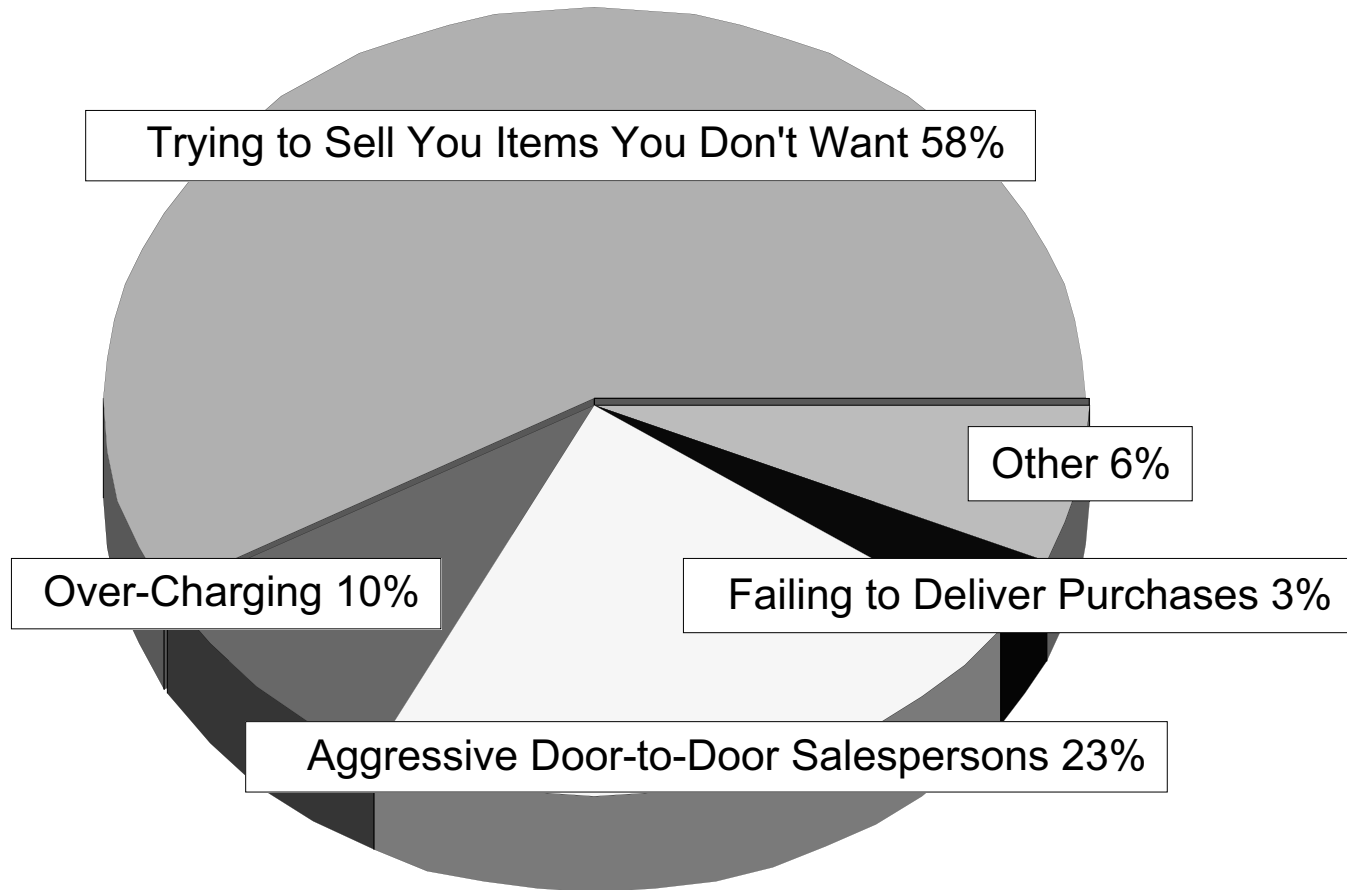 Trying to Sell You Items You Don't Want 58%
Other 6%
Over-Charging 10%
Failing to Deliver Purchases 3%
Aggressive Door-to-Door Salespersons 23%